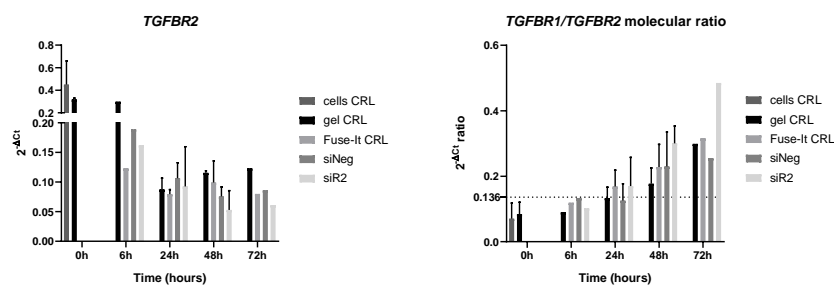 TGFBR2
0.8
0.6
0.4
0.2
0.20
0.15
0.10
0.05
0.00
2^-ΔCt
0h 6h 24h 48h 72h
Time (hours)
cells CRL
gel CRL
Fuse-It CRL
siNeg
siR2
TGFBR1/TGFBR2 molecular ratio
0.6
0.4
0.2
0.136
0.0
2^-ΔCt ratio
0h 6h 24h 48h 72h
Time (hours)
cells CRL
gel CRL
Fuse-It CRL
siNeg
siR2